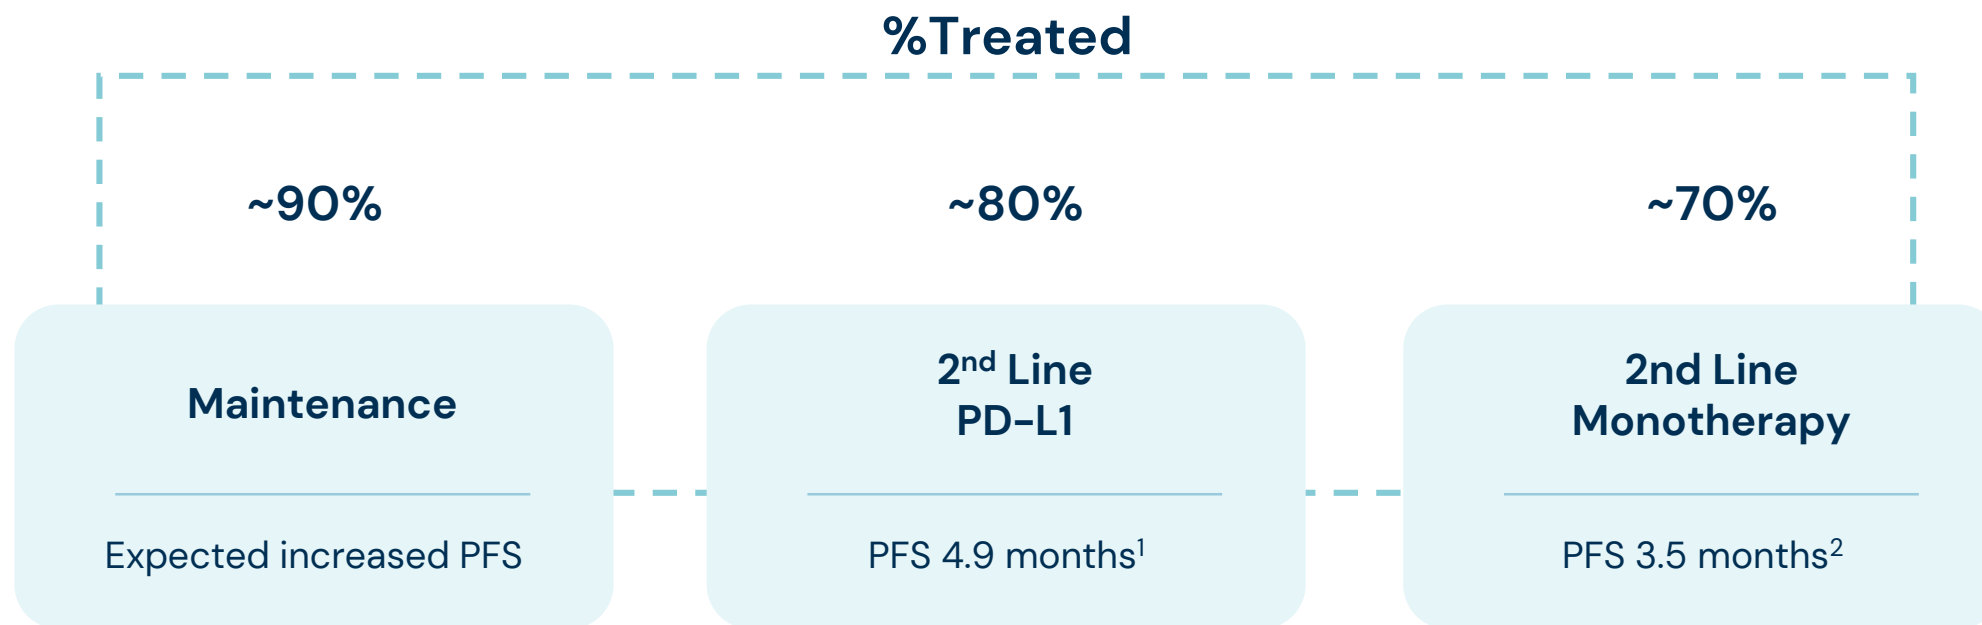 %Treated
~90%
~80%
~70%
Maintenance
Expected increased PFS
2nd Line
PD-L1
PFS 4.9 months1
2nd Line
Monotherapy
PFS 3.5 months2